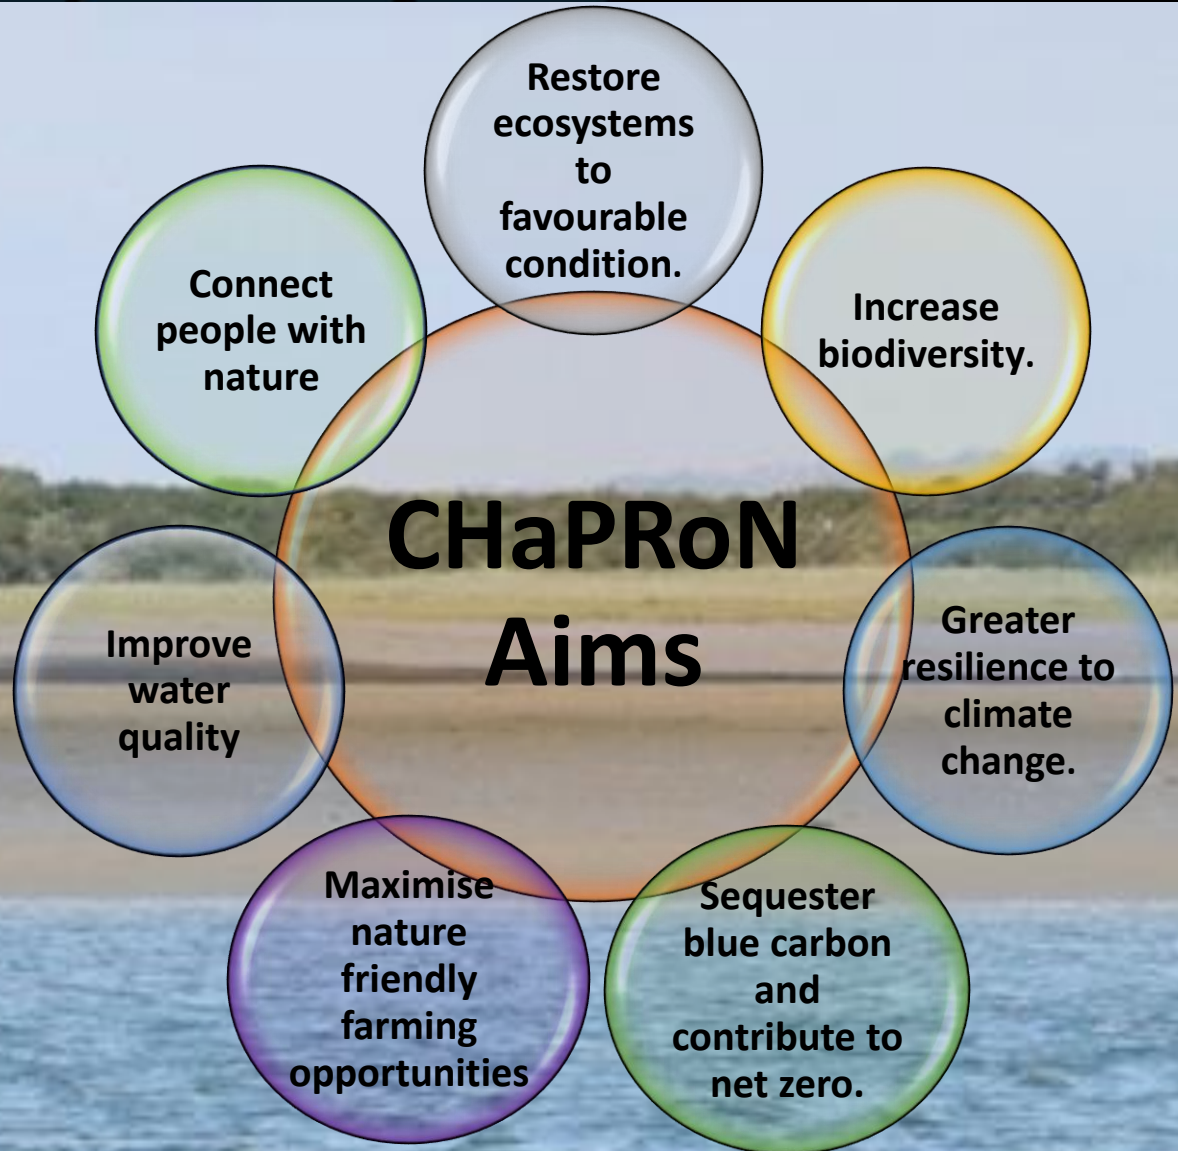 Restore
ecosystems
to
favourable
condition.
Increase
biodiversity.
Greater
resilience to
climate
change.
Sequester
blue carbon
and
contribute to
net zero.
Maximise
nature
friendly
farming
opportunities
Improve
water
quality
Connect
people with
nature
CHaPRoN
Aims